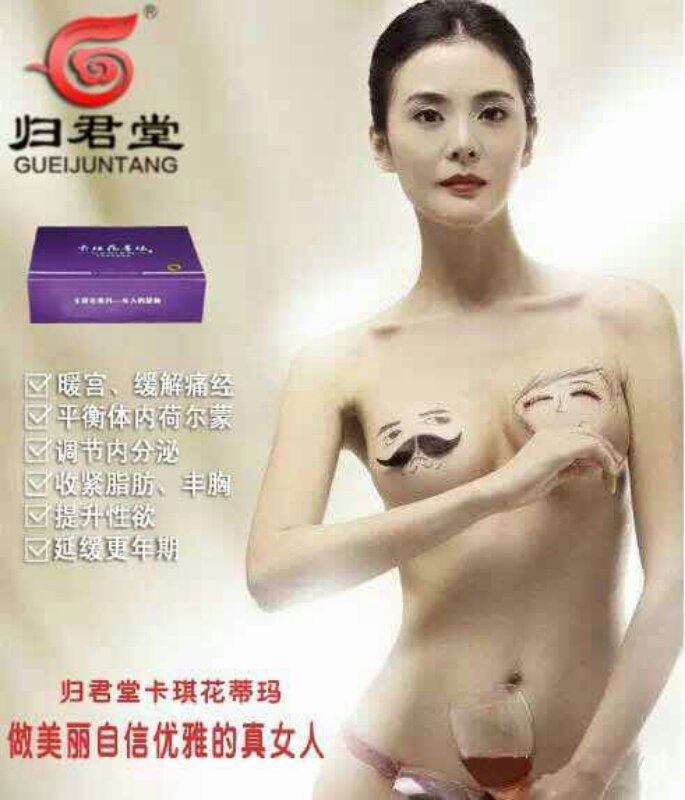 ®
归君堂
GUEIJUNTANG
暖宫、缓解痛经
平衡体内荷尔蒙
调节内分泌
收紧脂肪、丰胸
提升性欲
延缓更年期
归君堂卡琪花蒂玛
做美丽自信优雅的真女人